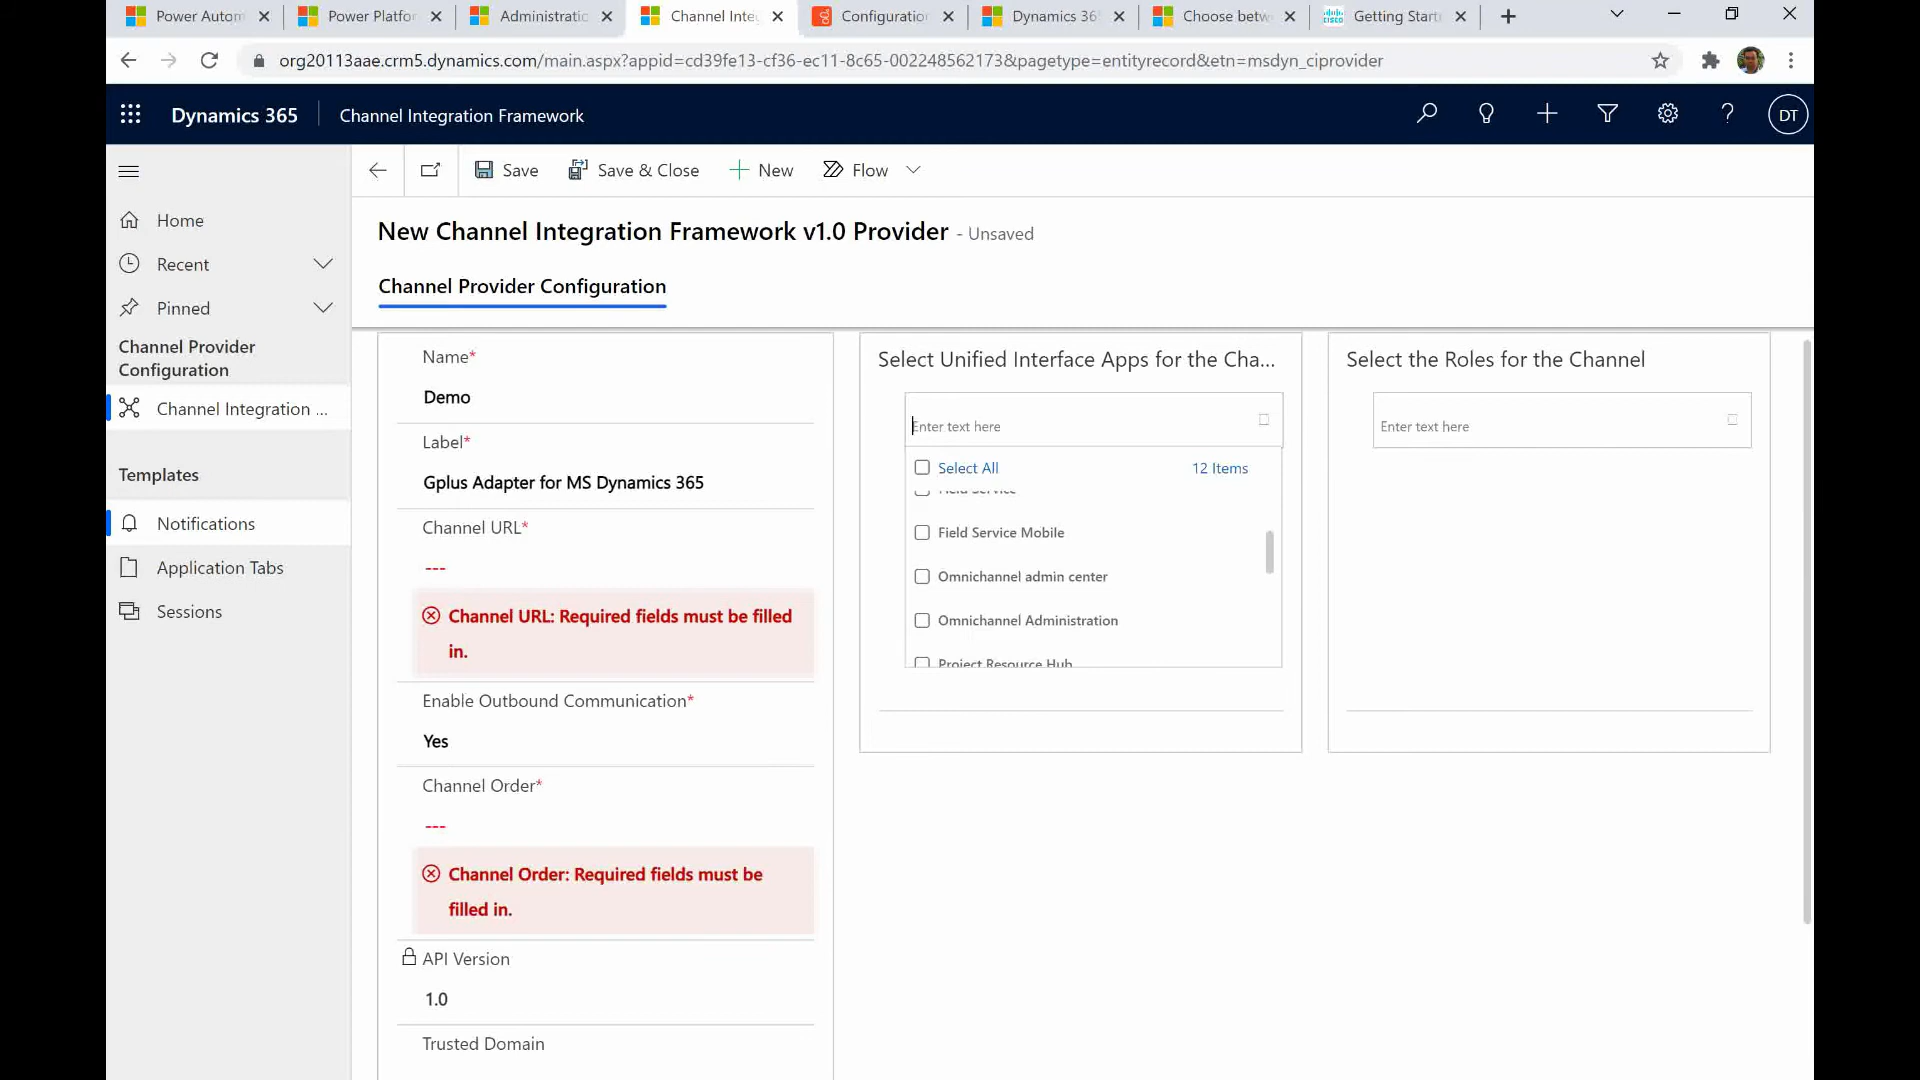 Power Autom
Power Platfor
Administratic
Channel Inte
Configuration
Dynamics 36
Choose betw
cisco
Getting Start
org20113aae.crm5.dynamics.com/main.aspx?appid=cd39fe13-cf36-ec11-8c65-002248562173&pagetype=entityrecord&etn=msdyn_ciprovider
Dynamics 365
Channel Integration Framework
DT
Save
Save & Close
New
Flow
New Channel Integration Framework v1.0 Provider - Unsaved
Channel Provider Configuration
Home
Recent
Pinned
Channel Provider
Configuration
Channel Integration ...
Templates
Notifications
Application Tabs
Sessions
Name*
Demo
Label*
Gplus Adapter for MS Dynamics 365
Channel URL*
---
Channel URL: Required fields must be filled
in.
Enable Outbound Communication*
Yes
Channel Order*
---
Channel Order: Required fields must be
filled in.
API Version
1.0
Trusted Domain
Select Unified Interface Apps for the Cha...
Enter text here
Select All
12 Items
Field Service
Field Service Mobile
Omnichannel admin center
Omnichannel Administration
Project Resource Hub
Select the Roles for the Channel
Enter text here